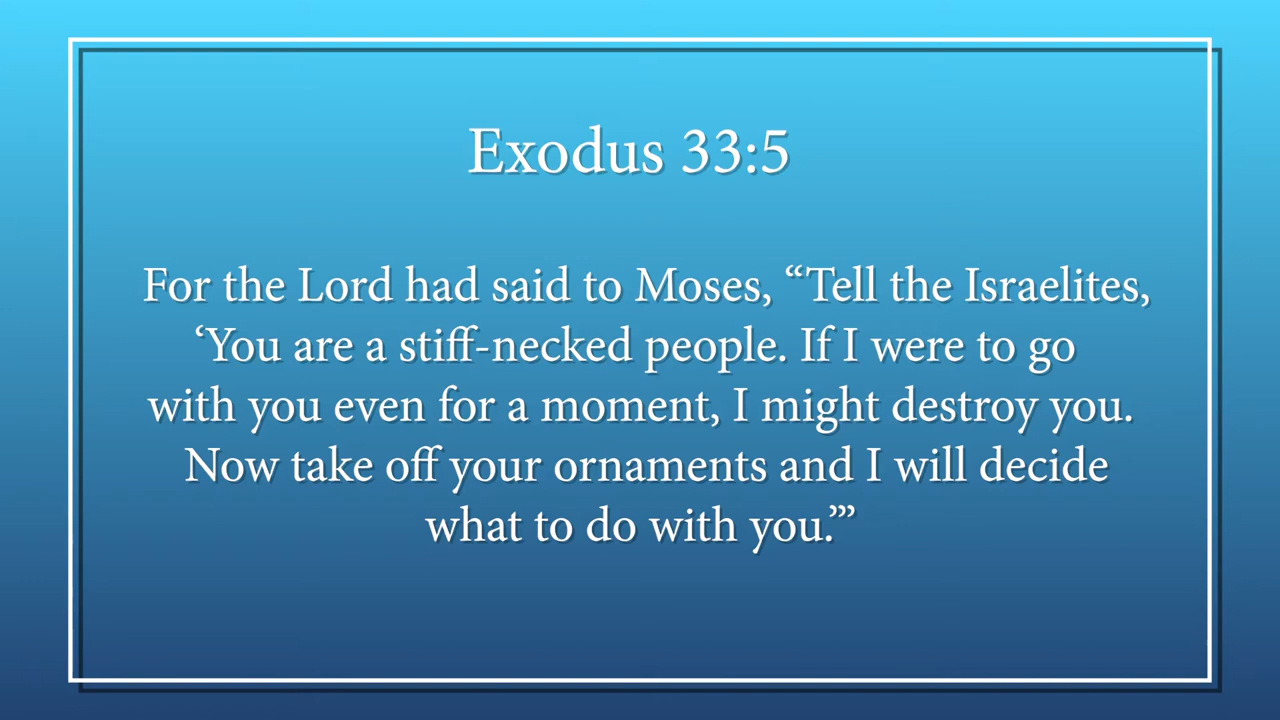 Exodus 33:5
For the Lord had said to Moses, “Tell the Israelites,
‘You are a stiff-necked people. If I were to go
with you even for a moment, I might destroy you.
Now take off your ornaments and I will decide
what to do with you.’”